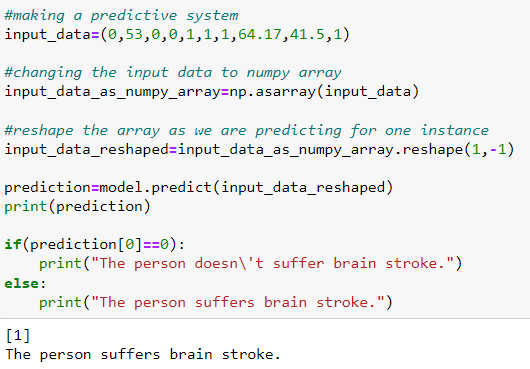 #making a predictive system
input_data=(0,53,0,0,1,1,1,64.17,41.5,1)
#changing the input data to numpy array
input_data_as_numpy_array=np.asarray(input_data)
#reshape the array as we are predicting for one instance
input_data_reshaped=input_data_as_numpy_array.reshape(1,-1)
prediction=model.predict(input_data_reshaped)
print(prediction)
if(prediction[0]==0):
    print("The person doesn\'t suffer brain stroke.")
else:
    print("The person suffers brain stroke.")
[1]
The person suffers brain stroke.